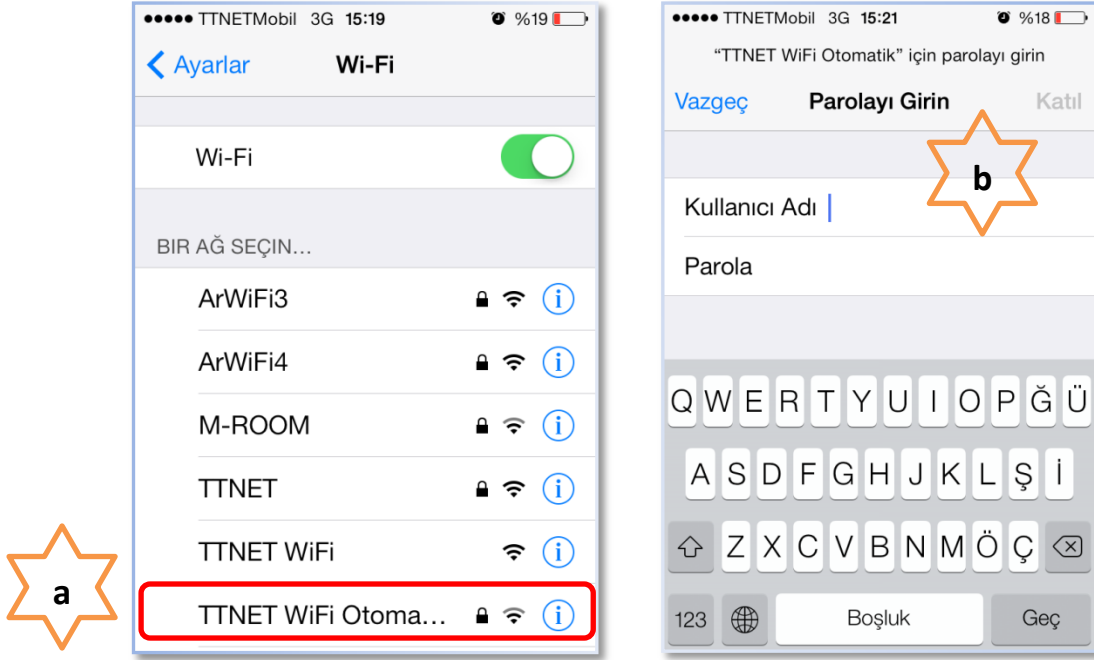 TTNETMobil 3G 15:19 %19
Ayarlar Wi-Fi
Wi-Fi
BIR AĞ SEÇIN...
ArWiFi3
ArWiFi4
M-ROOM
TTNET
TTNET WiFi
TTNET WiFi Otoma...
a
TTNETMobil 3G 15:21 %18
“TTNET WiFi Otomatik” için parolayı girin
Vazgeç Parolayı Girin Katıl
b
Kullanıcı Adı
Parola
Q W E R T Y U I O P Ğ Ü
A S D F G H J K L Ş İ
Z X C V B N M Ö Ç
123 Boşluk Geç